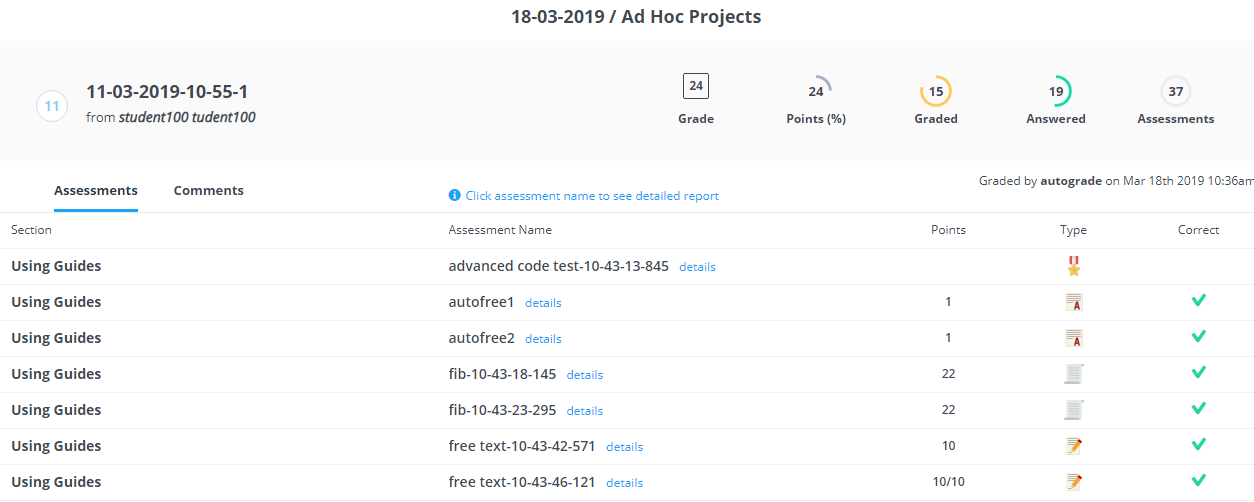 18-03-2019 / Ad Hoc Projects
11
11-03-2019-10-55-1
from student100 tudent100
24 24 15 19 37
Grade Points (%) Graded Answered Assessments
Assessments Comments Click assessment name to see detailed report Graded by autograde on Mar 18th 2019 10:36am
Section Assessment Name Points Type Correct
Using Guides advanced code test-10-43-13-845 details
Using Guides autofree1 details 1
Using Guides autofree2 details 1
Using Guides fib-10-43-18-145 details 22
Using Guides fib-10-43-23-295 details 22
Using Guides free text-10-43-42-571 details 10
Using Guides free text-10-43-46-121 details 10/10